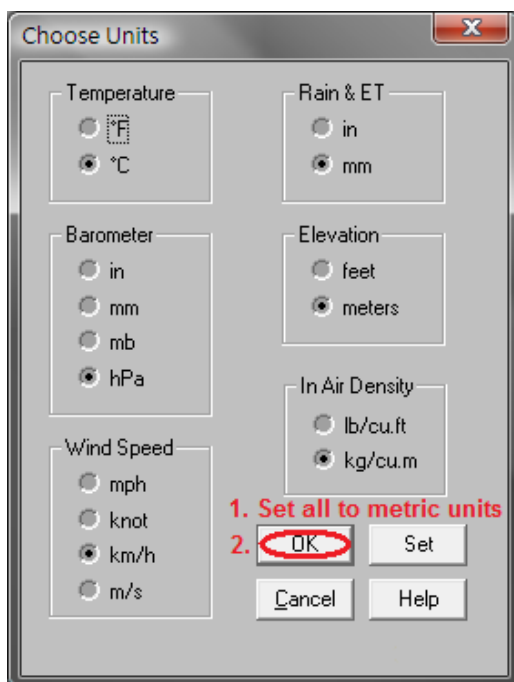 Choose Units
Temperature
°F
°C
Rain & ET
in
mm
Barometer
in
mm
mb
hPa
Elevation
feet
meters
In Air Density
lb/cu.ft
kg/cu.m
Wind Speed
mph
knot
km/h
m/s
1. Set all to metric units
2. OK
Set
Cancel
Help